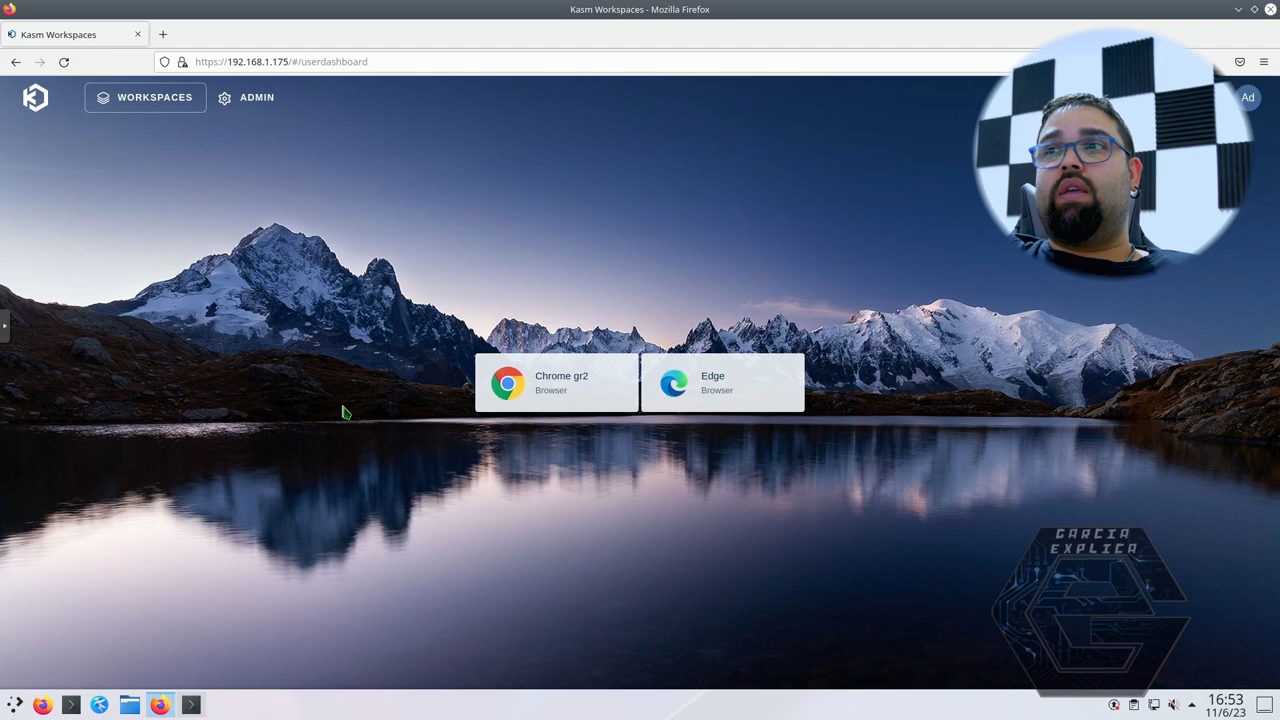 Kasm Workspaces - Mozilla Firefox
Kasm Workspaces
https://192.168.1.175/#/userdashboard
WORKSPACES
ADMIN
Ad
Chrome gr2
Browser
Edge
Browser
GARCIA
EXPLICA
16:53
11/6/23